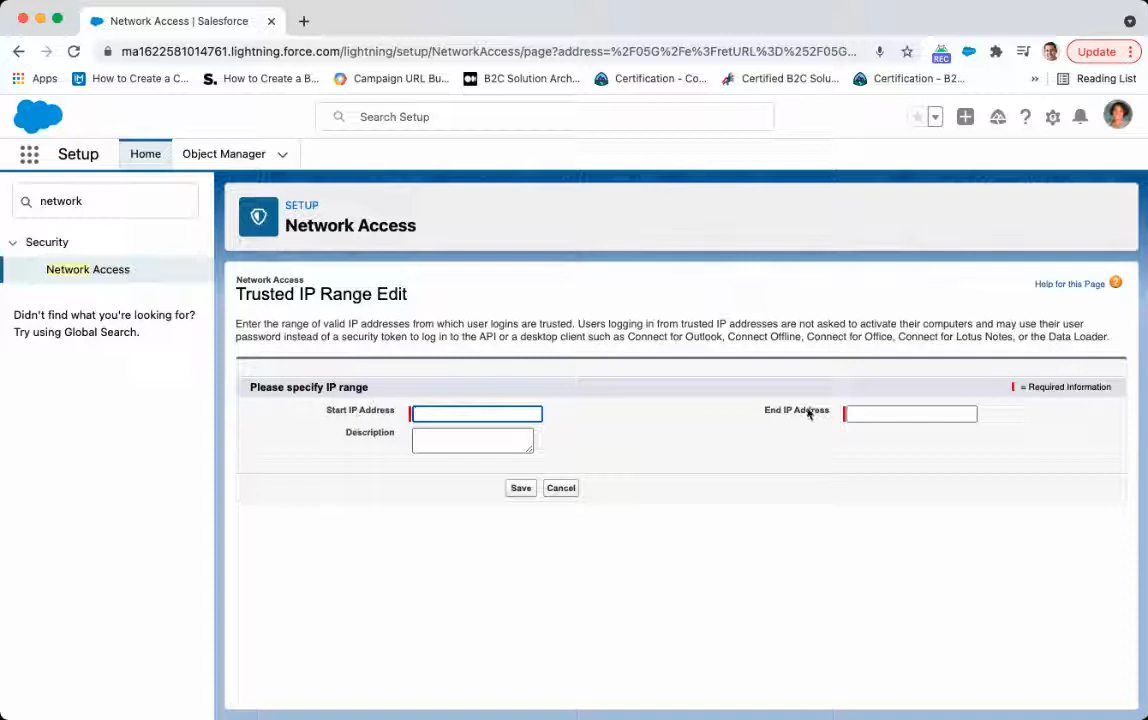 Network Access | Salesforce
ma1622581014761.lightning.force.com/lightning/setup/NetworkAccess/page?address=%2F05G%2Fe%3FretURL%3D%252F05G...
REC
Update
Apps
How to Create a C...
How to Create a B...
Campaign URL Bu...
B2C Solution Arch...
Certification - Co...
Certified B2C Solu...
Certification - B2...
»
Reading List
Search Setup
Setup
Home
Object Manager
network
Security
Network Access
Didn't find what you're looking for?
Try using Global Search.
SETUP
Network Access
Network Access
Trusted IP Range Edit
Help for this Page ?
Enter the range of valid IP addresses from which user logins are trusted. Users logging in from trusted IP addresses are not asked to activate their computers and may use their user
password instead of a security token to log in to the API or a desktop client such as Connect for Outlook, Connect Offline, Connect for Office, Connect for Lotus Notes, or the Data Loader.
Please specify IP range
= Required Information
Start IP Address
End IP Address
Description
Save
Cancel